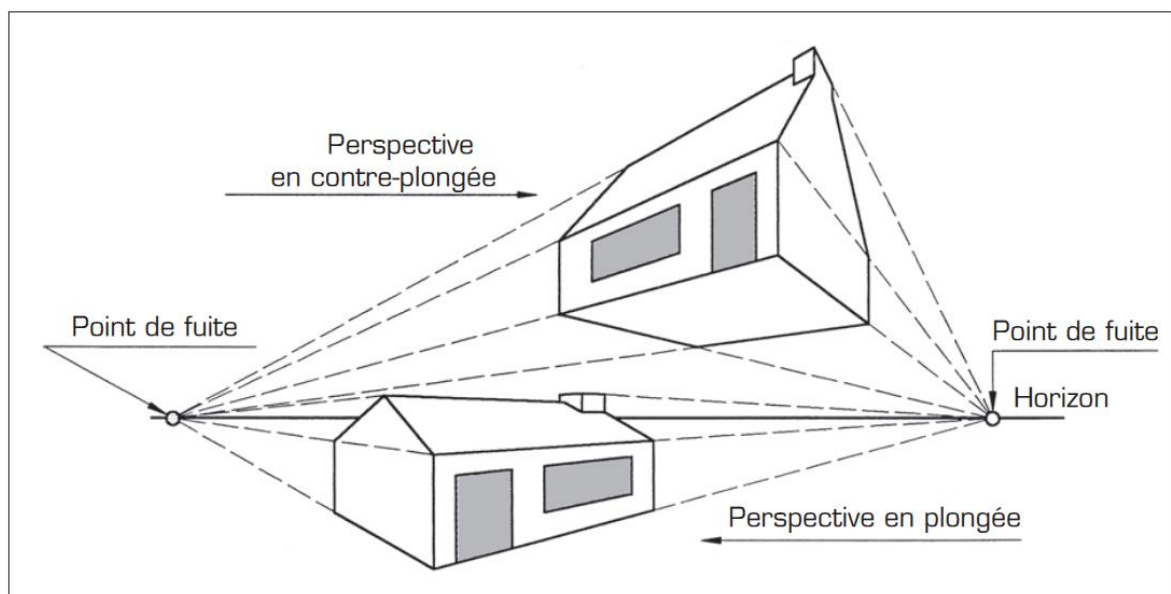 Perspective
en contre-plongée
Point de fuite
Point de fuite
Horizon
Perspective en plongée